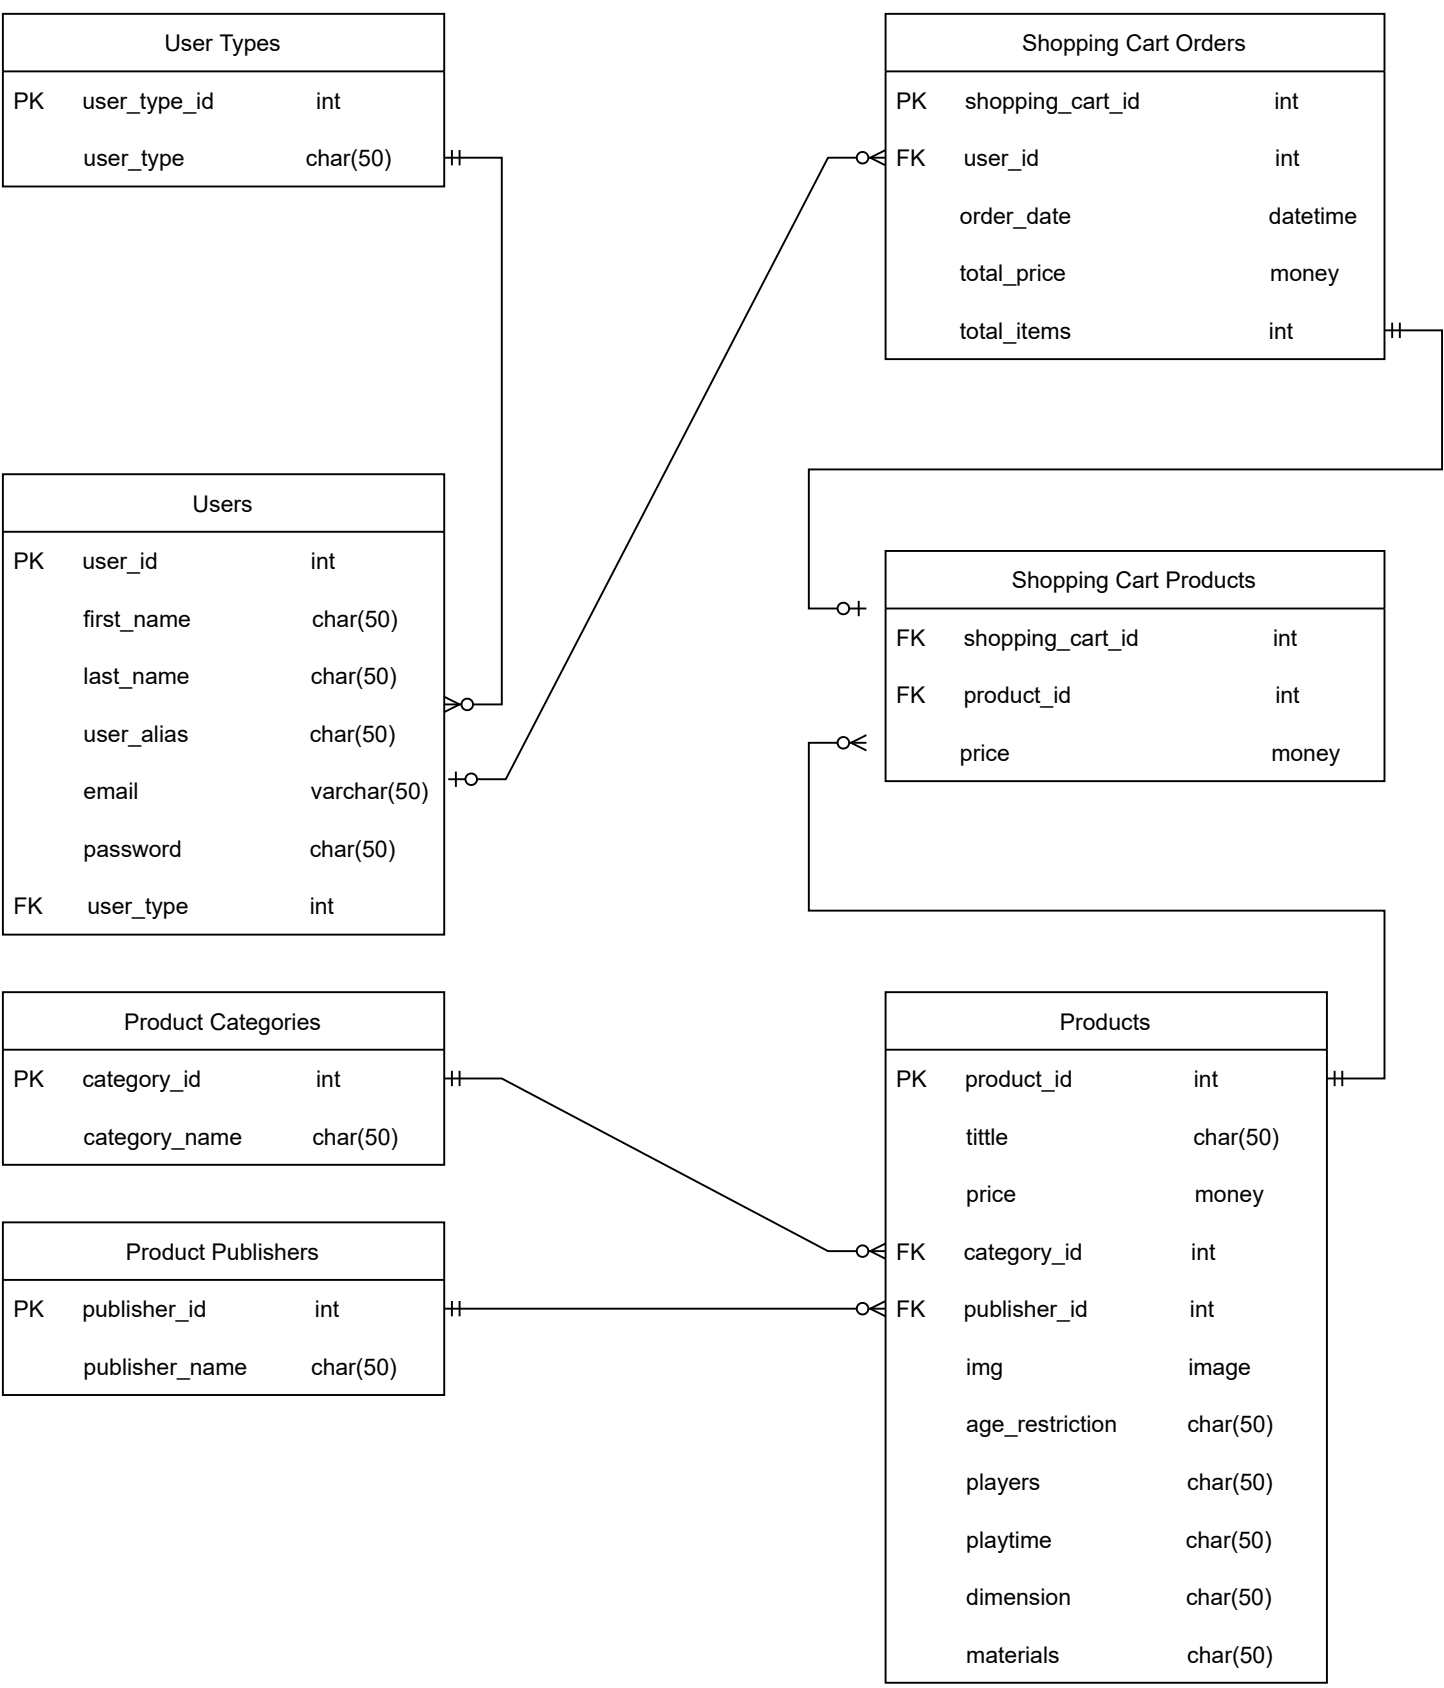 User Types
PK user_type_id int
user_type char(50)
Shopping Cart Orders
PK shopping_cart_id int
FK user_id int
order_date datetime
total_price money
total_items int
Users
PK user_id int
first_name char(50)
last_name char(50)
user_alias char(50)
email varchar(50)
password char(50)
FK user_type int
Shopping Cart Products
FK shopping_cart_id int
FK product_id int
price money
Product Categories
PK category_id int
category_name char(50)
Product Publishers
PK publisher_id int
publisher_name char(50)
Products
PK product_id int
tittle char(50)
price money
FK category_id int
FK publisher_id int
img image
age_restriction char(50)
players char(50)
playtime char(50)
dimension char(50)
materials char(50)